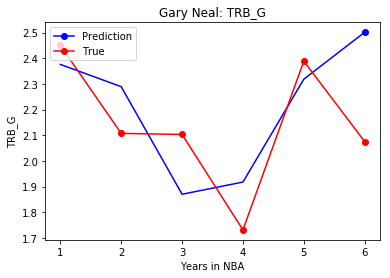 Gary Neal: TRB_G
2.5
2.4
2.3
2.2
2.1
2.0
1.9
1.8
1.7
TRB_G
Prediction
True
1 2 3 4 5 6
Years in NBA